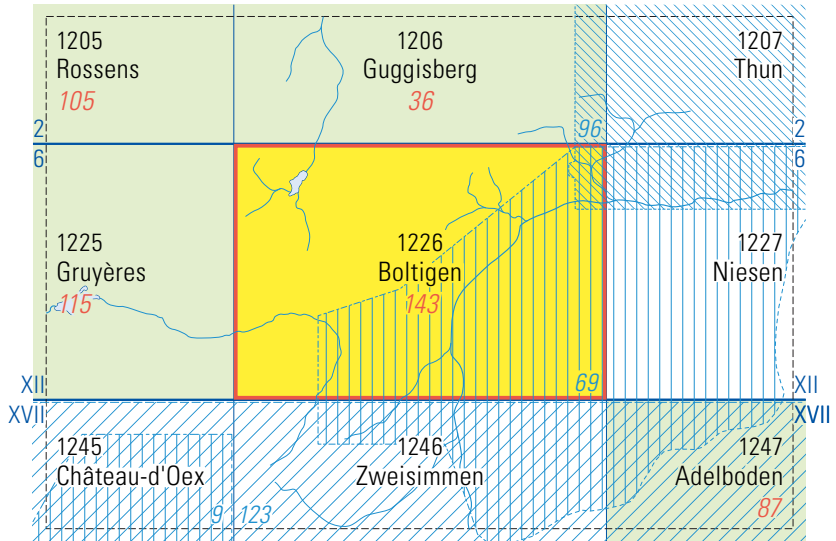 1205
Rossens
105
1206
Guggisberg
36
1207
Thun
96
2
2
6
6
1225
Gruyères
115
1226
Boltigen
143
1227
Niesen
69
XII
XII
XVII
XVII
1245
Château-d'Oex
9
123
1246
Zweisimmen
1247
Adelboden
87